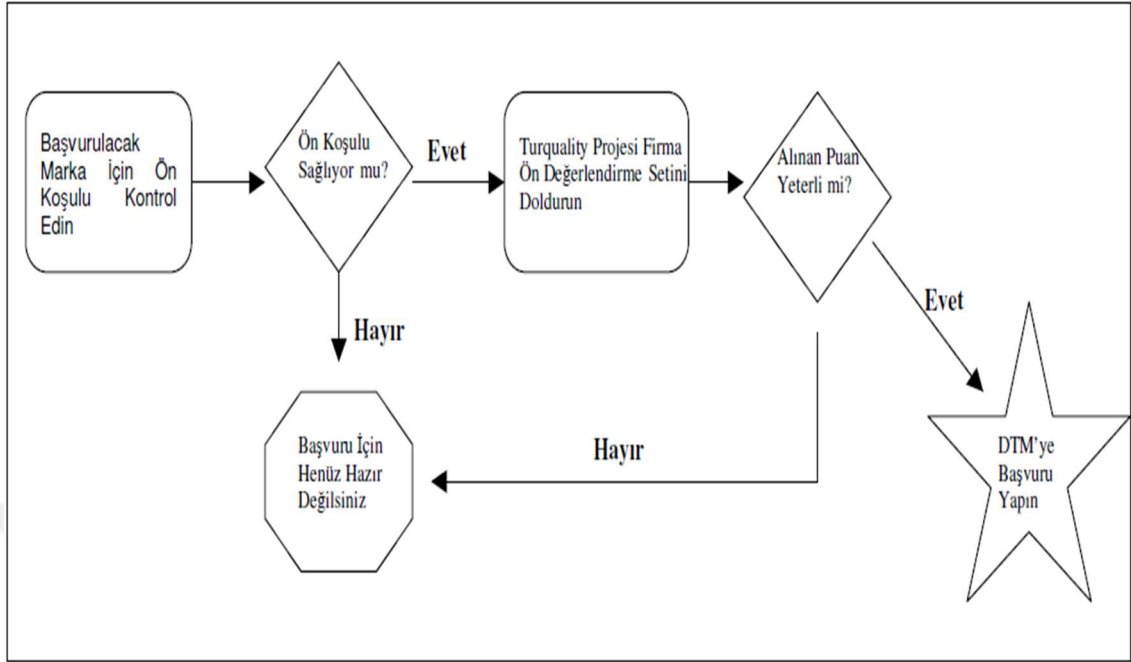 Başvurulacak
Marka İçin Ön
Koşulu Kontrol
Edin
Ön Koşulu
Sağlıyor mu?
Evet
Turquality Projesi Firma
Ön Değerlendirme Setini
Doldurun
Alınan Puan
Yeterli mi?
Hayır
Evet
Başvuru İçin
Henüz Hazır
Değilsiniz
Hayır
DTM'ye
Başvuru
Yapın